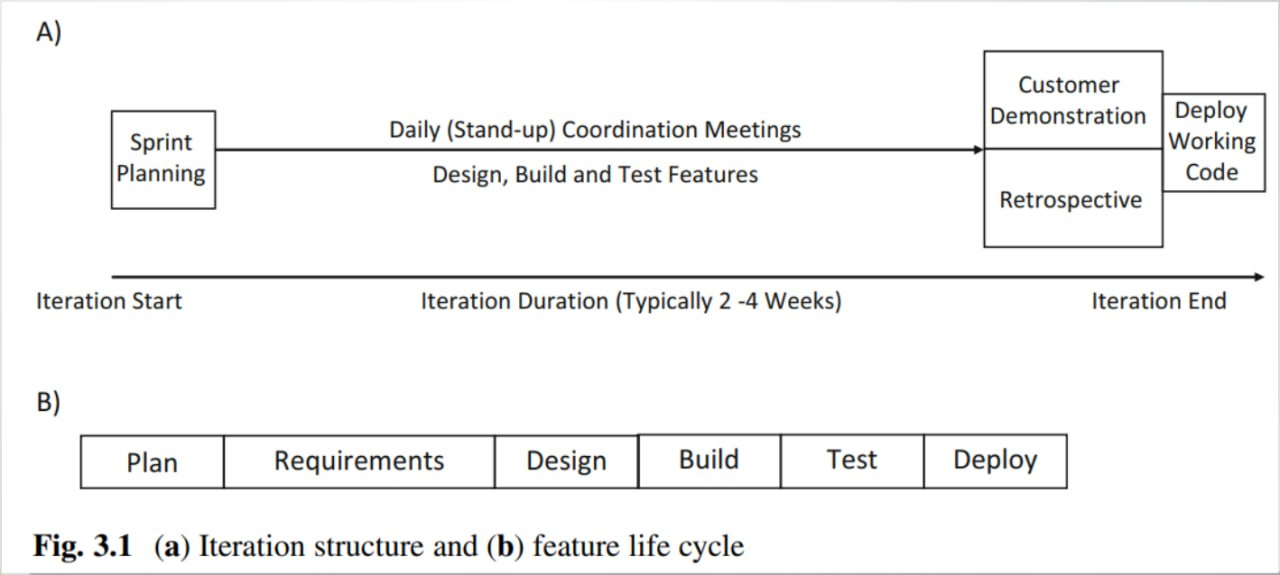 A)
Sprint
Planning
Daily (Stand-up) Coordination Meetings
Design, Build and Test Features
Customer
Demonstration
Retrospective
Deploy
Working
Code
Iteration Start
Iteration Duration (Typically 2 -4 Weeks)
Iteration End
B)
Plan
Requirements
Design
Build
Test
Deploy
Fig. 3.1 (a) Iteration structure and (b) feature life cycle